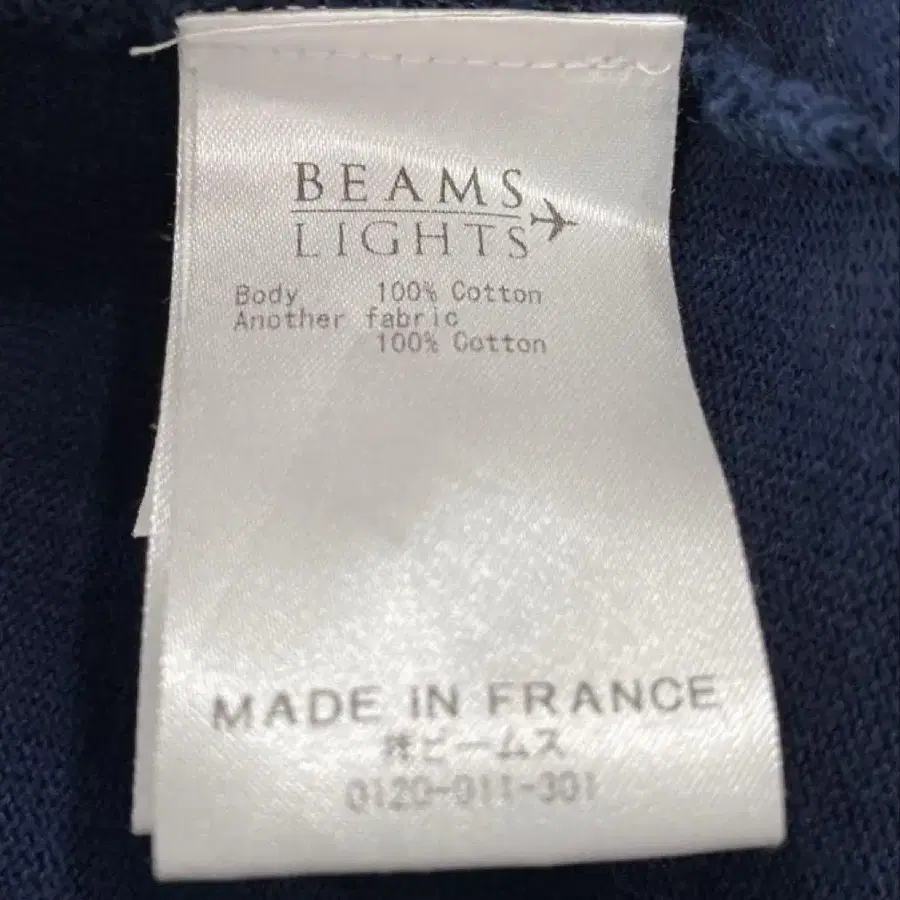 BEAMS
LIGHTS
Body 100% Cotton
Another fabric
100% Cotton
MADE IN FRANCE
㈱ビームス
0120-011-301